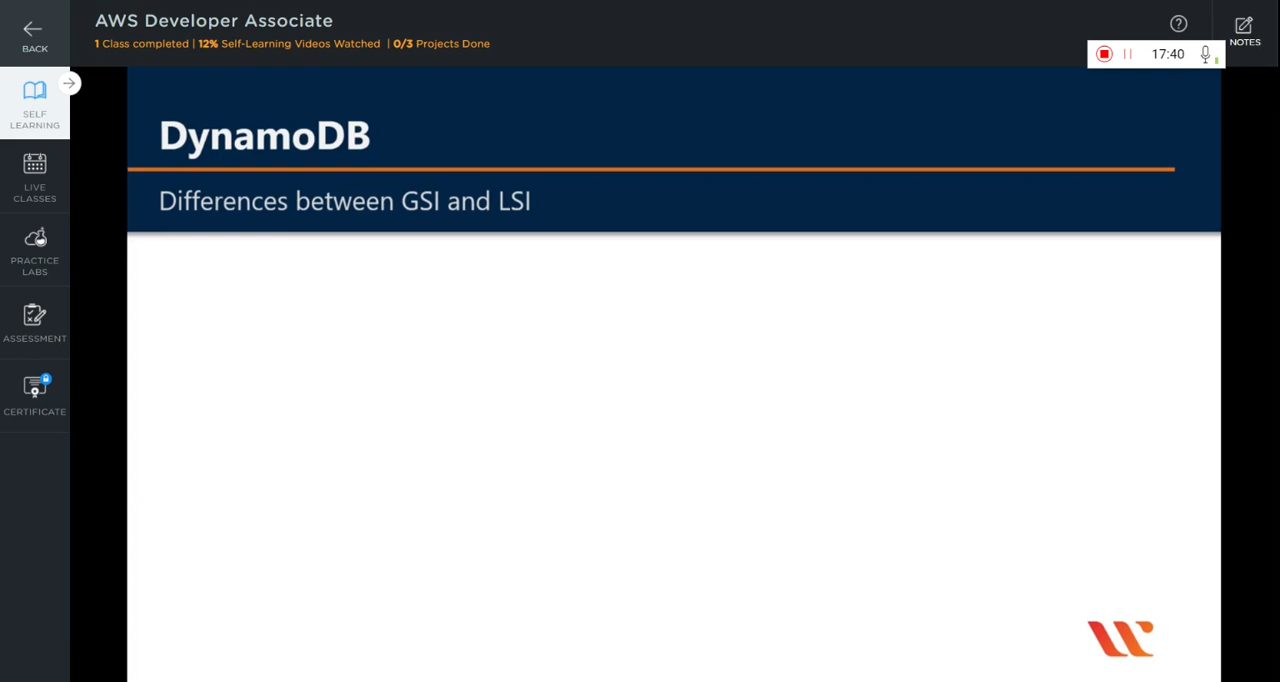 AWS Developer Associate
1 Class completed | 12% Self-Learning Videos Watched | 0/3 Projects Done
BACK
NOTES
17:40
SELF
LEARNING
LIVE
CLASSES
PRACTICE
LABS
ASSESSMENT
CERTIFICATE
DynamoDB
Differences between GSI and LSI